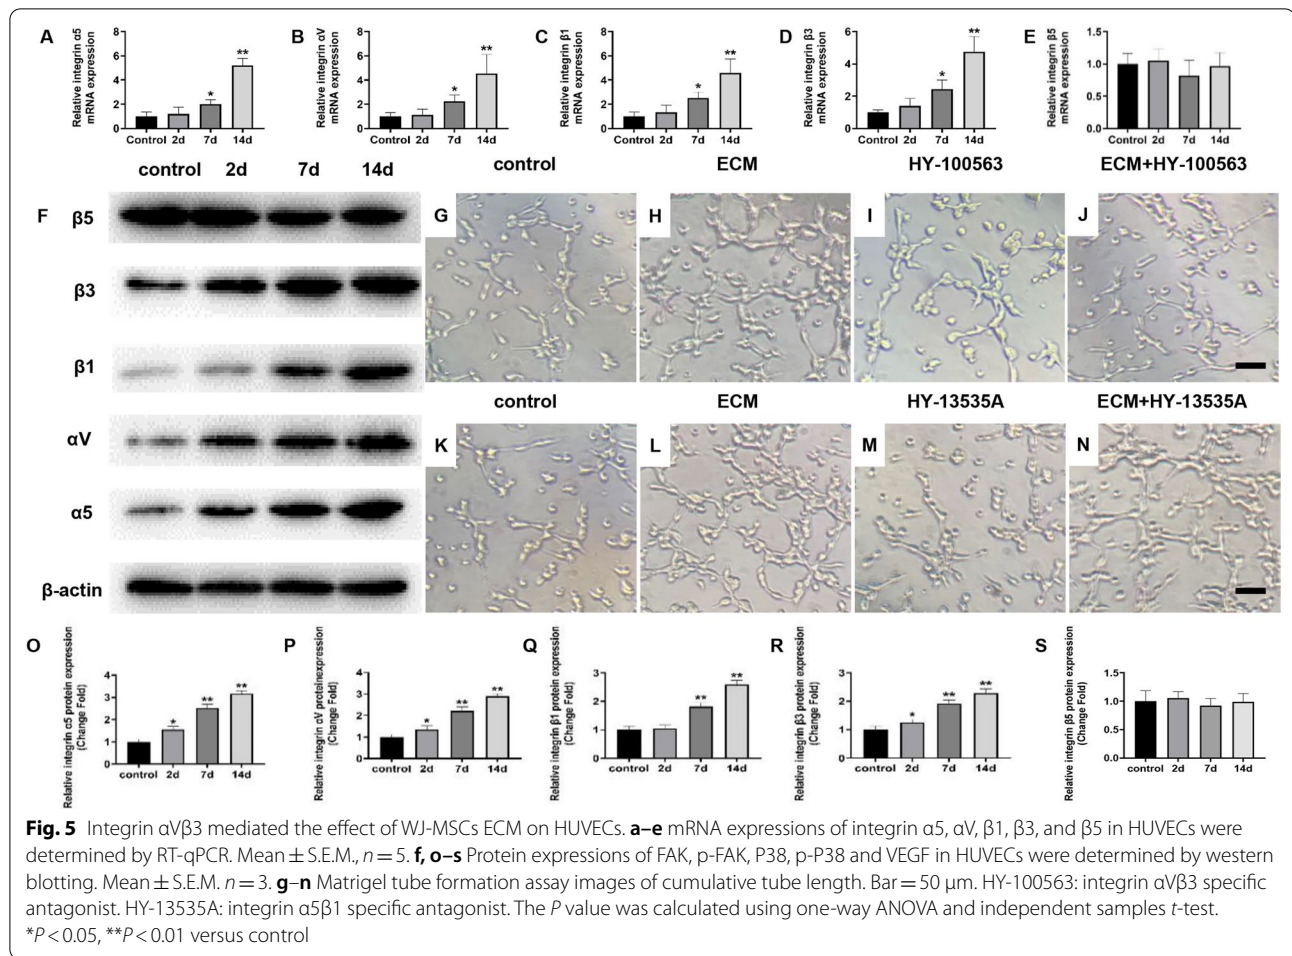 A
Relative integrin α5
mRNA expression
8
6
4
2
0
* **
Control 2d 7d 14d
B
Relative integrin αV
mRNA expression
8
6
4
2
0
* **
Control 2d 7d 14d
C
Relative integrin β1
mRNA expression
8
6
4
2
0
* **
Control 2d 7d 14d
D
Relative integrin β3
mRNA expression
6
4
2
0
* **
Control 2d 7d 14d
E
Relative integrin β5
mRNA expression
1.5
1.0
0.5
0.0
Control 2d 7d 14d
control 2d 7d 14d
F
β5
β3
β1
αV
α5
β-actin
control ECM HY-100563 ECM+HY-100563
G H I J
control ECM HY-13535A ECM+HY-13535A
K L M N
O
Relative integrin α5 protein expression
(Change Fold)
4
3
2
1
0
* ** **
control 2d 7d 14d
P
Relative integrin αV proteinexpression
(Change Fold)
4
3
2
1
0
* ** **
control 2d 7d 14d
Q
Relative integrin β1 protein expression
(Change Fold)
3
2
1
0
** **
control 2d 7d 14d
R
Relative integrin β3 protein expression
(Change Fold)
3
2
1
0
* ** **
control 2d 7d 14d
S
Relative integrin β5 protein expression
(Change Fold)
1.5
1.0
0.5
0.0
control 2d 7d 14d
Fig. 5 Integrin αVβ3 mediated the effect of WJ-MSCs ECM on HUVECs. a–e mRNA expressions of integrin α5, αV, β1, β3, and β5 in HUVECs were
determined by RT-qPCR. Mean ± S.E.M., n = 5. f, o–s Protein expressions of FAK, p-FAK, P38, p-P38 and VEGF in HUVECs were determined by western
blotting. Mean ± S.E.M. n = 3. g–n Matrigel tube formation assay images of cumulative tube length. Bar = 50 μm. HY-100563: integrin αVβ3 specific
antagonist. HY-13535A: integrin α5β1 specific antagonist. The P value was calculated using one-way ANOVA and independent samples t-test.
*P < 0.05, **P < 0.01 versus control